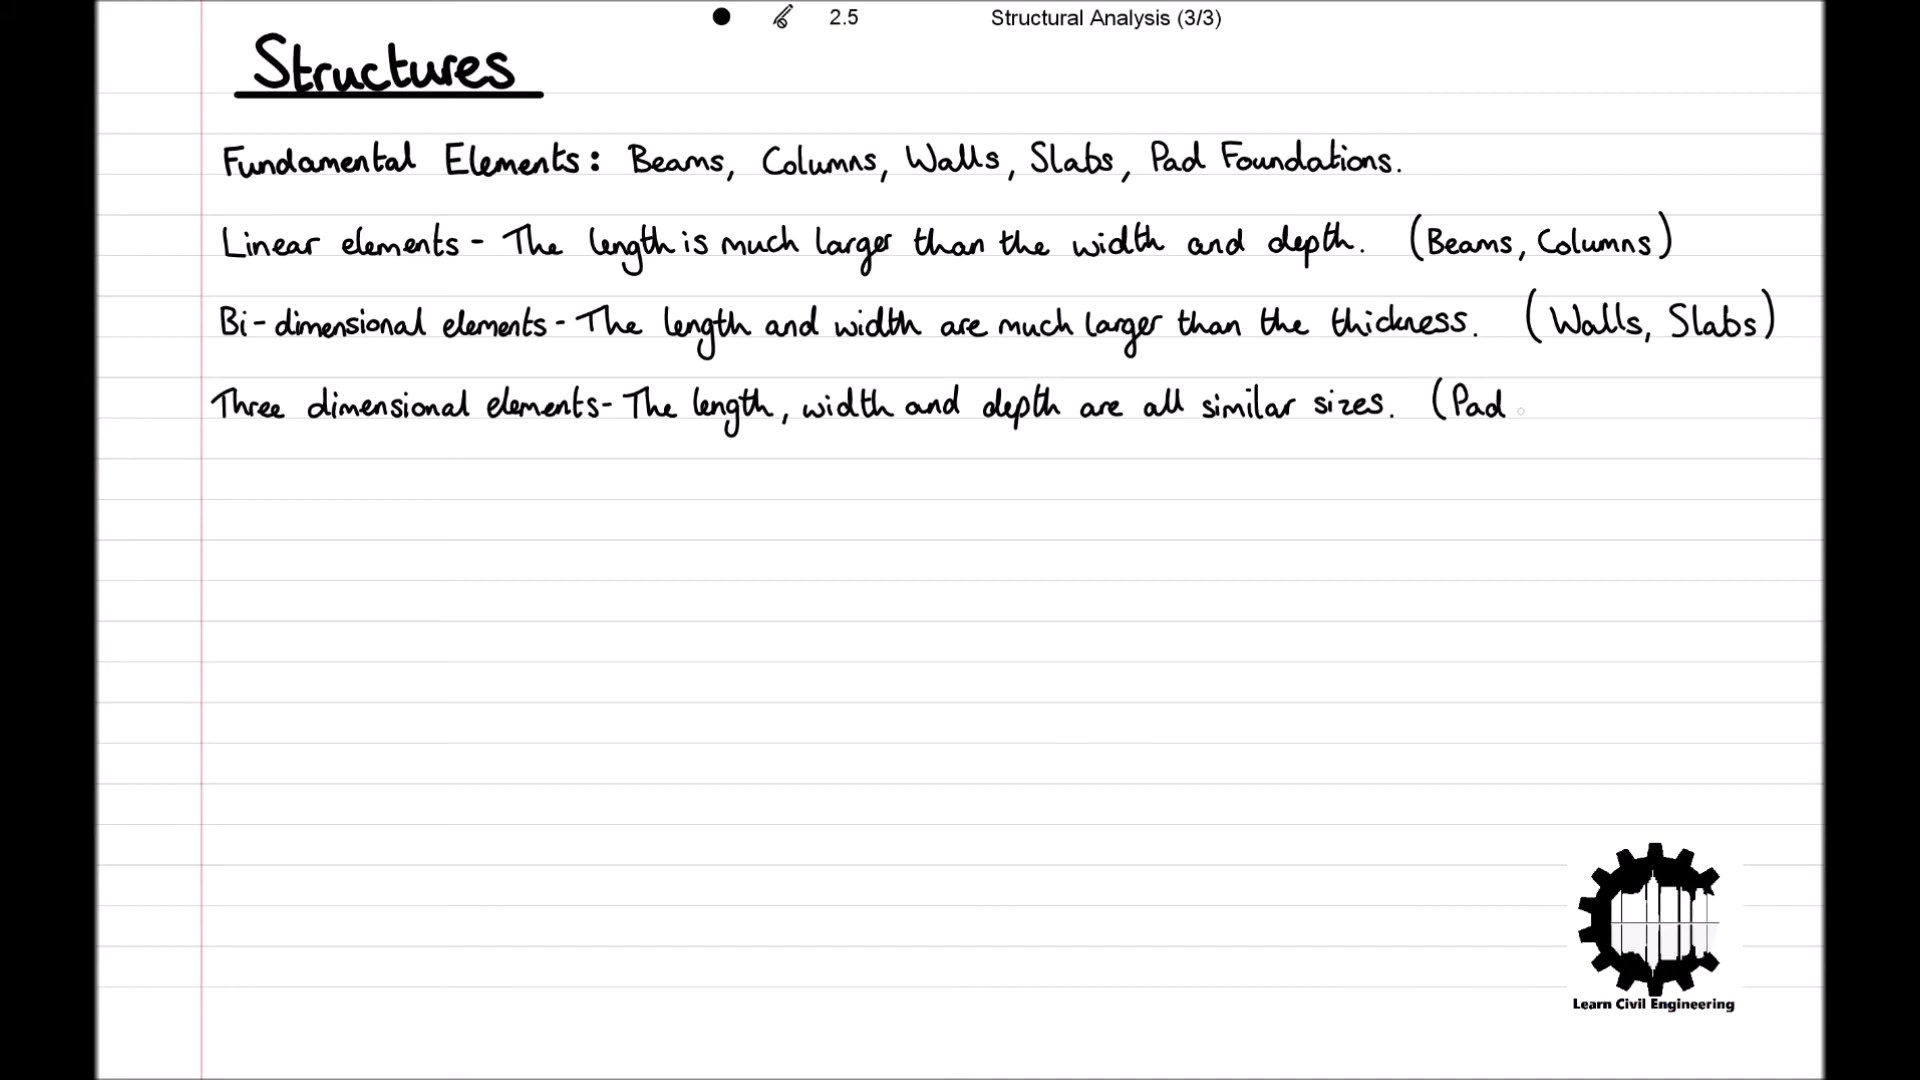 2.5 Structural Analysis (3/3)
Structures
Fundamental Elements: Beams, Columns, Walls, Slabs, Pad Foundations.
Linear elements - The length is much larger than the width and depth. (Beams, Columns)
Bi-dimensional elements - The length and width are much larger than the thickness. (Walls, Slabs)
Three dimensional elements - The length, width and depth are all similar sizes. (Pad
Learn Civil Engineering